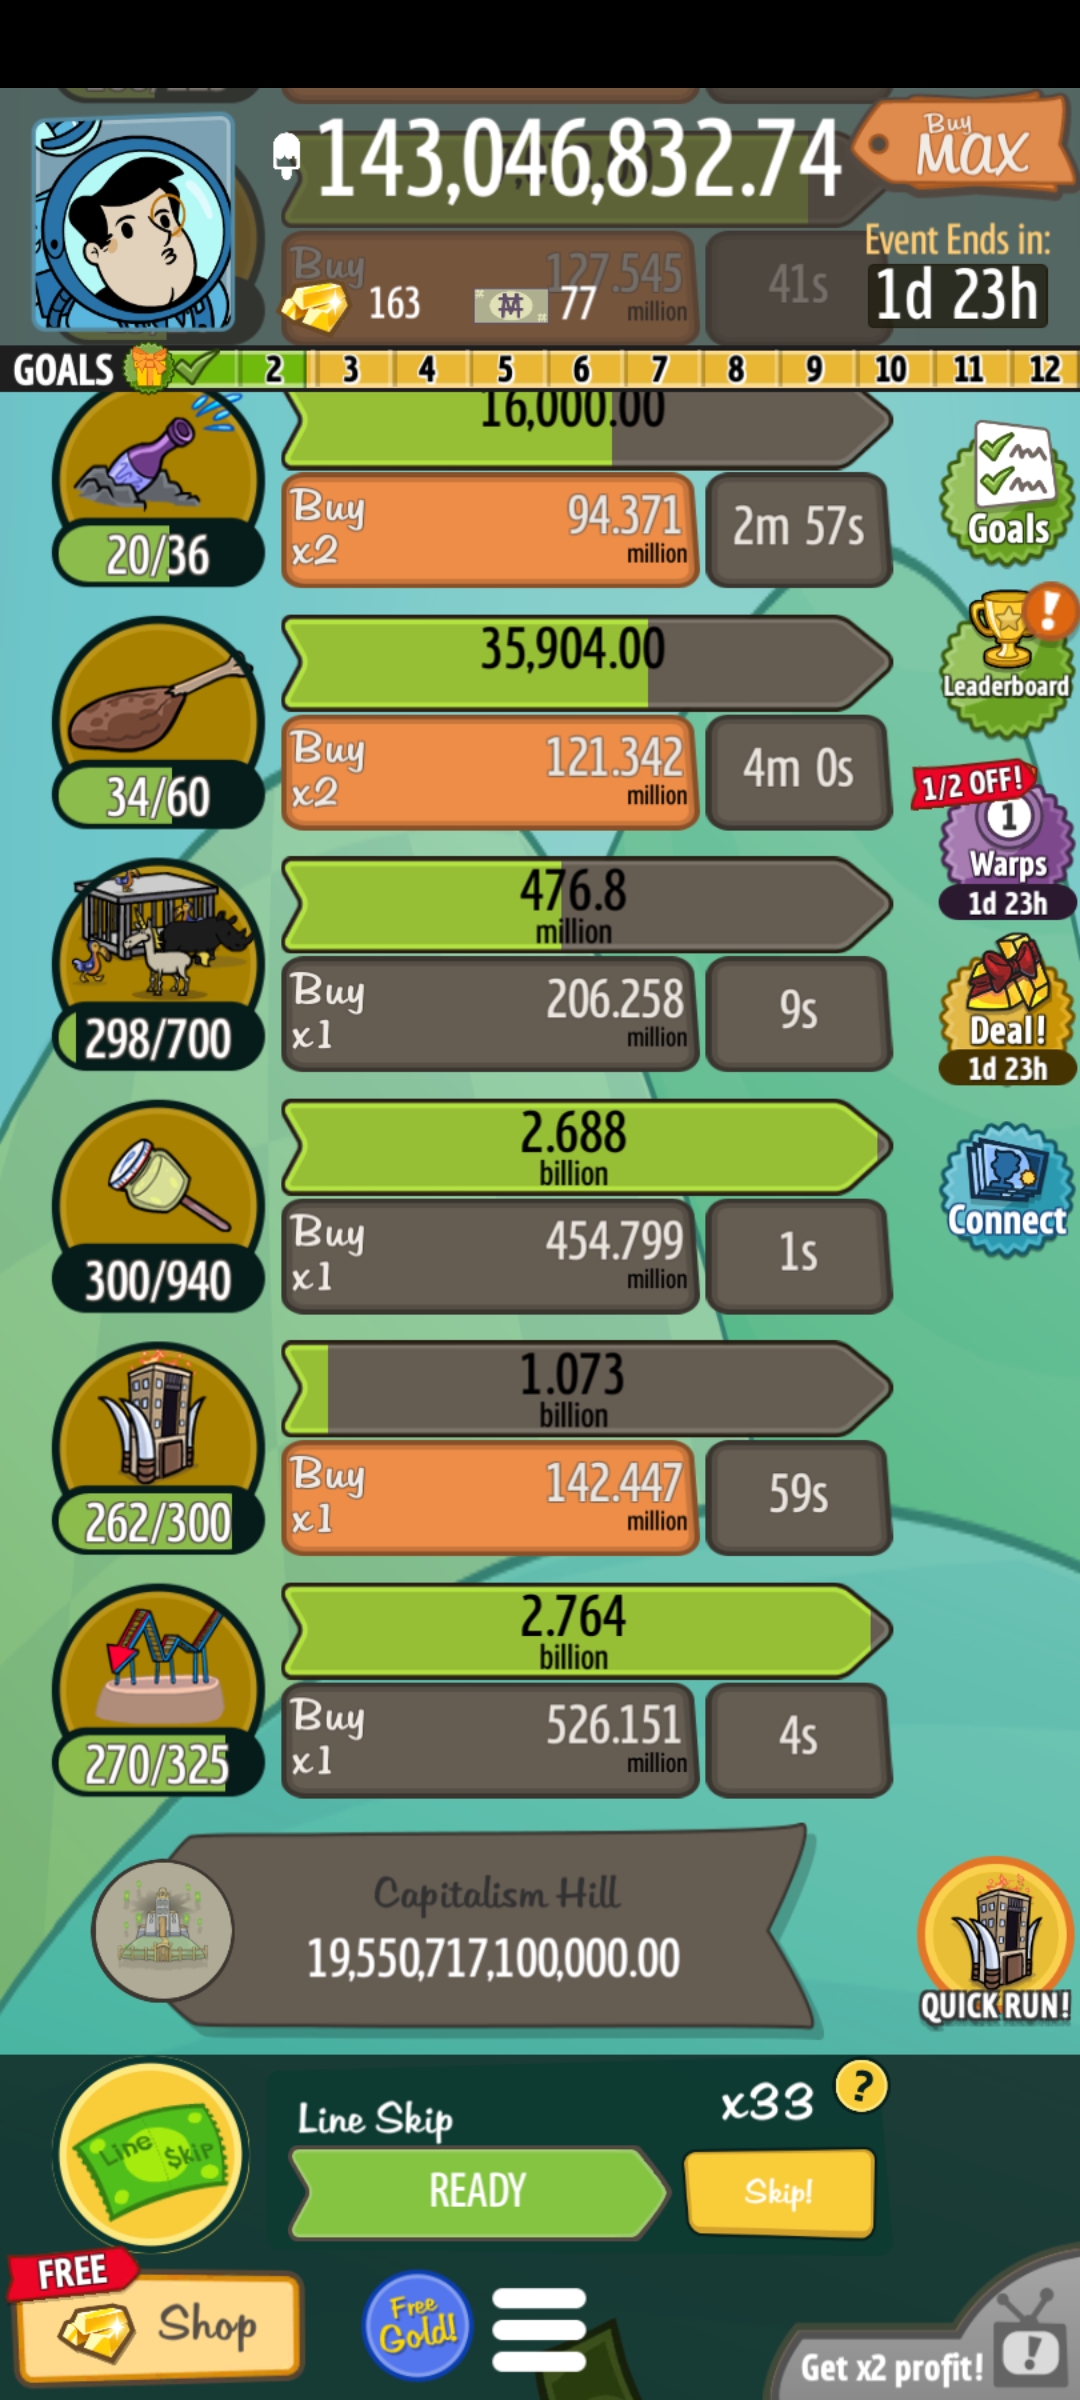 143,046,832.74
Buy
MAX
Buy
127.545
million
41s
163
77
Event Ends in:
1d 23h
GOALS
2
3
4
5
6
7
8
9
10
11
12
16,000.00
20/36
Buy
x2
94.371
million
2m 57s
Goals
35,904.00
34/60
Buy
x2
121.342
million
4m 0s
!
Leaderboard
1/2 OFF!
1
Warps
1d 23h
476.8
million
298/700
Buy
x1
206.258
million
9s
Deal!
1d 23h
2.688
billion
300/940
Buy
x1
454.799
million
1s
Connect
1.073
billion
262/300
Buy
x1
142.447
million
59s
2.764
billion
270/325
Buy
x1
526.151
million
4s
Capitalism Hill
19,550,717,100,000.00
QUICK RUN!
Line $kip
Line Skip
x33
?
READY
Skip!
FREE
Shop
Free
Gold!
Get x2 profit!
!